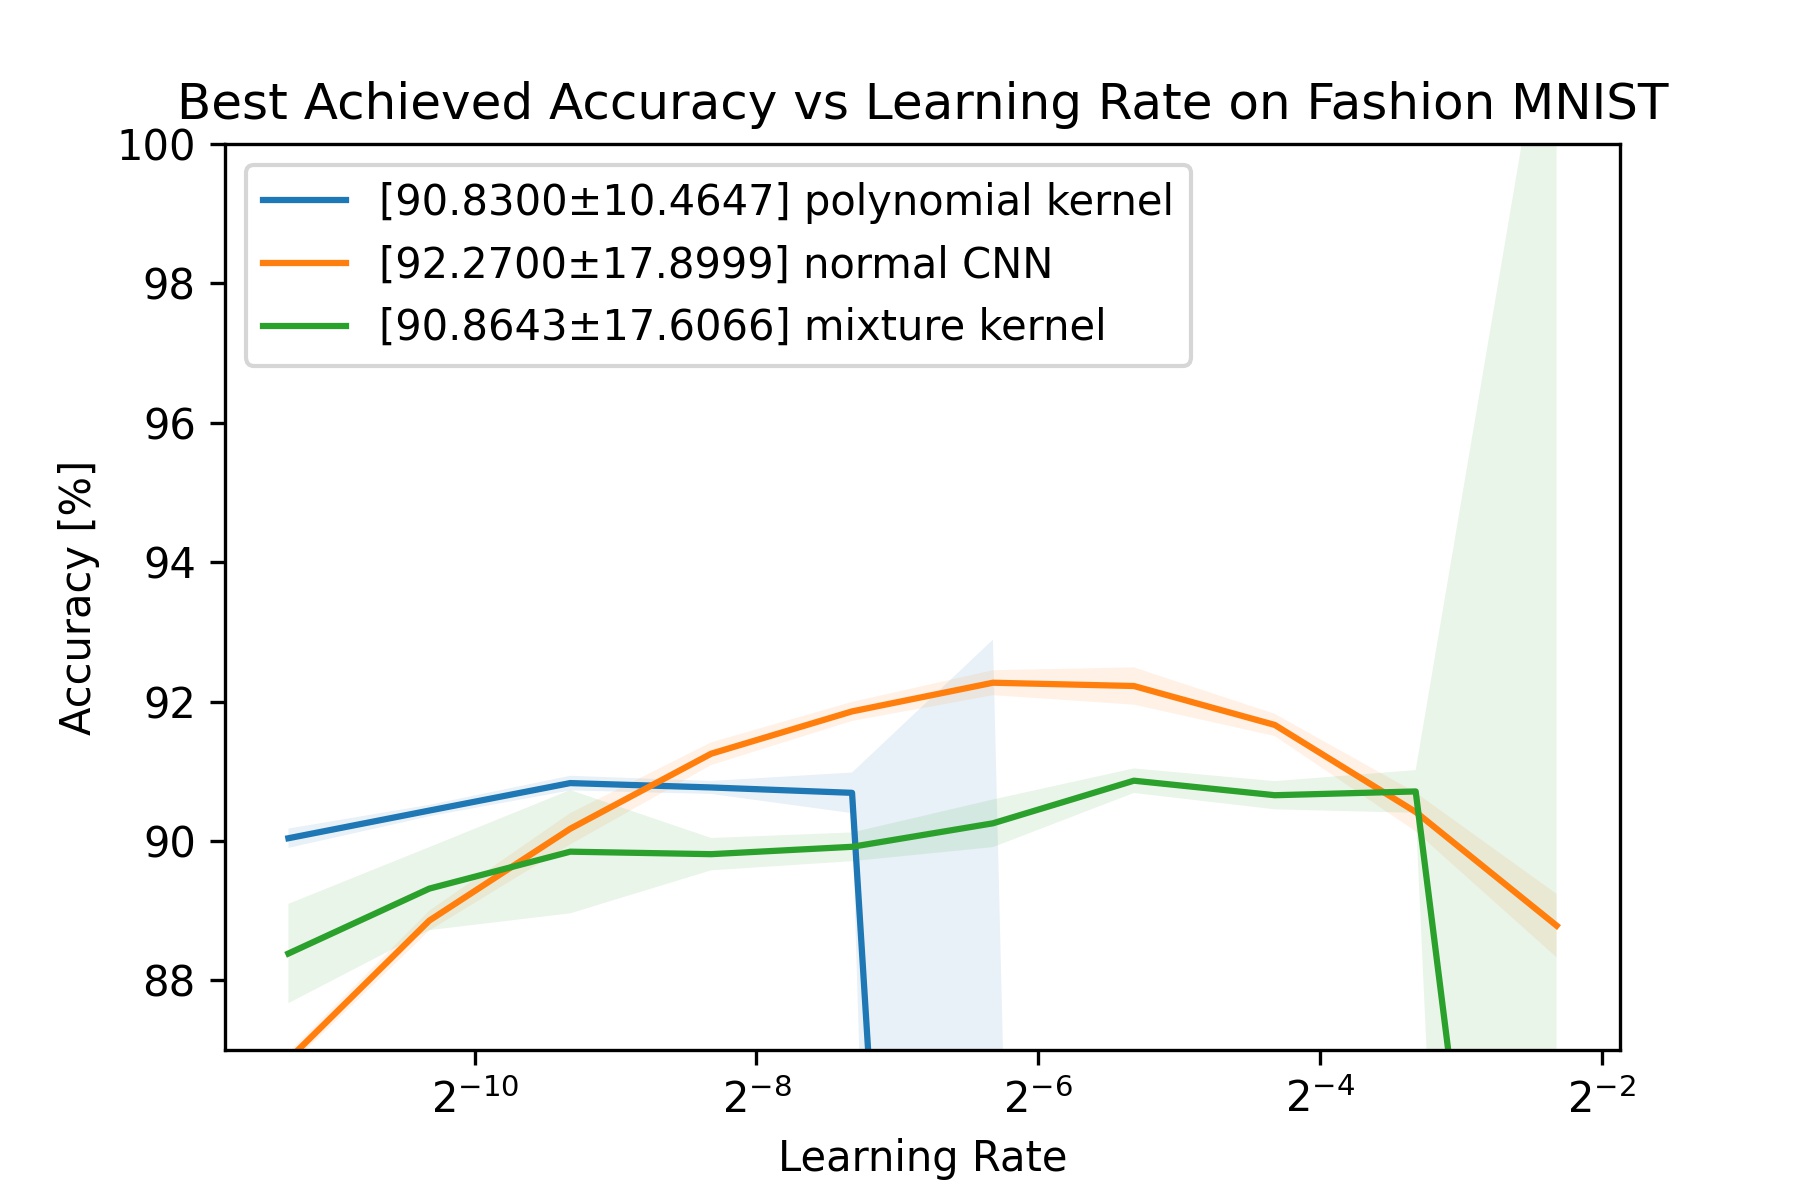 Best Achieved Accuracy vs Learning Rate on Fashion MNIST
100
98
96
94
92
90
88
Accuracy [%]
[90.8300±10.4647] polynomial kernel
[92.2700±17.8999] normal CNN
[90.8643±17.6066] mixture kernel
2⁻¹⁰ 2⁻⁸ 2⁻⁶ 2⁻⁴ 2⁻²
Learning Rate